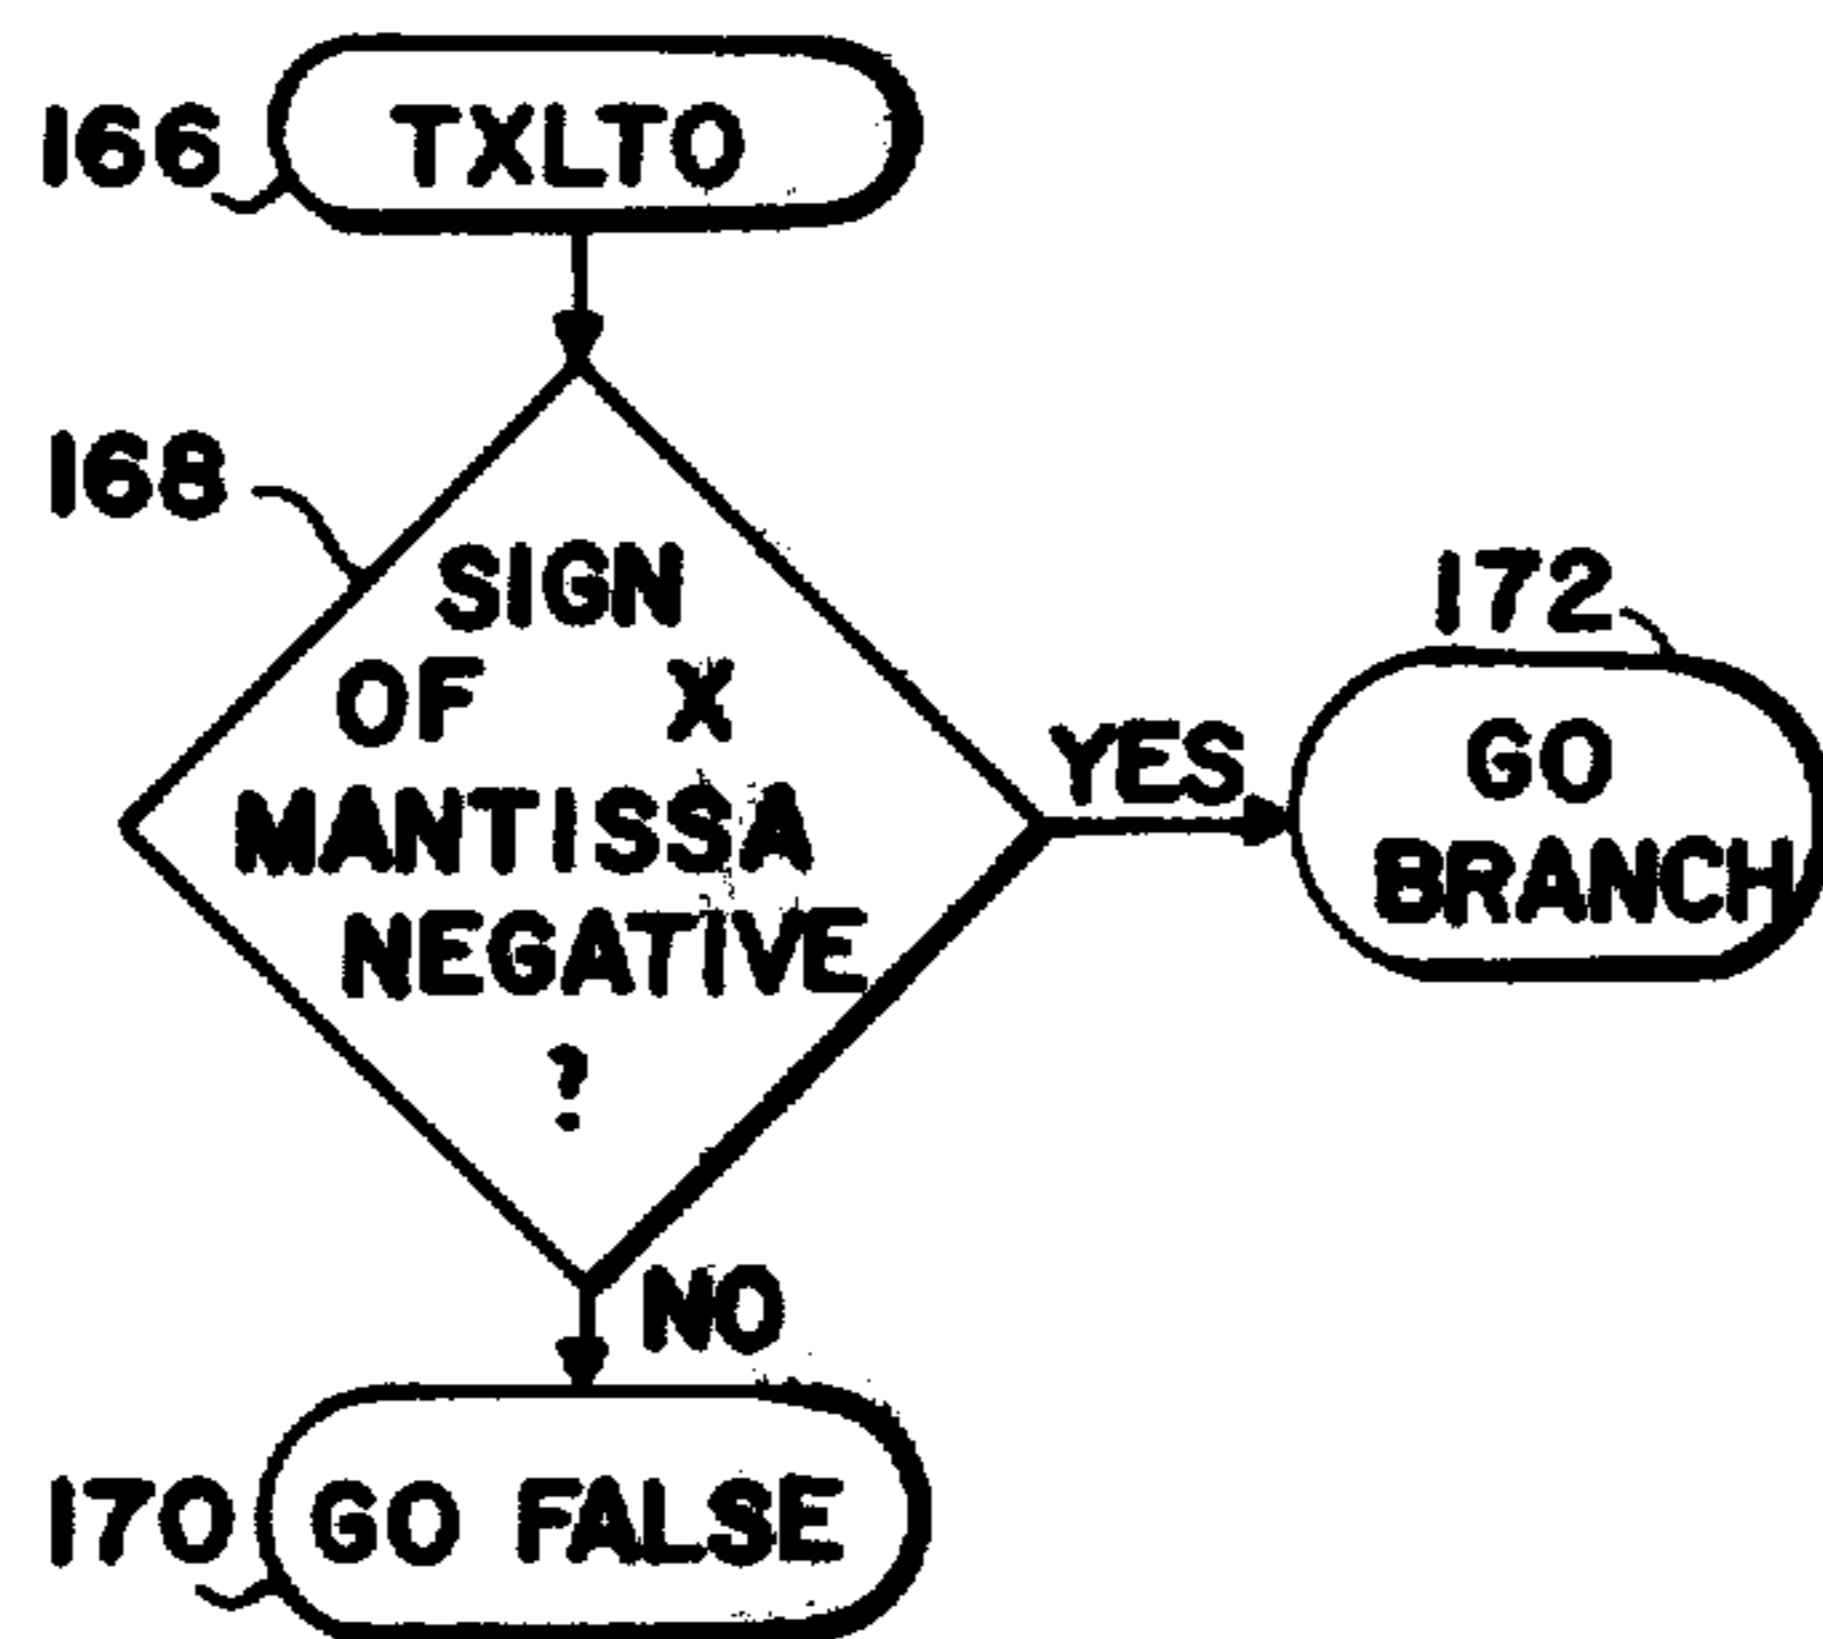 166
TXLTO
168
SIGN
OF X
MANTISSA
NEGATIVE
?
YES
172
GO
BRANCH
NO
170
GO FALSE